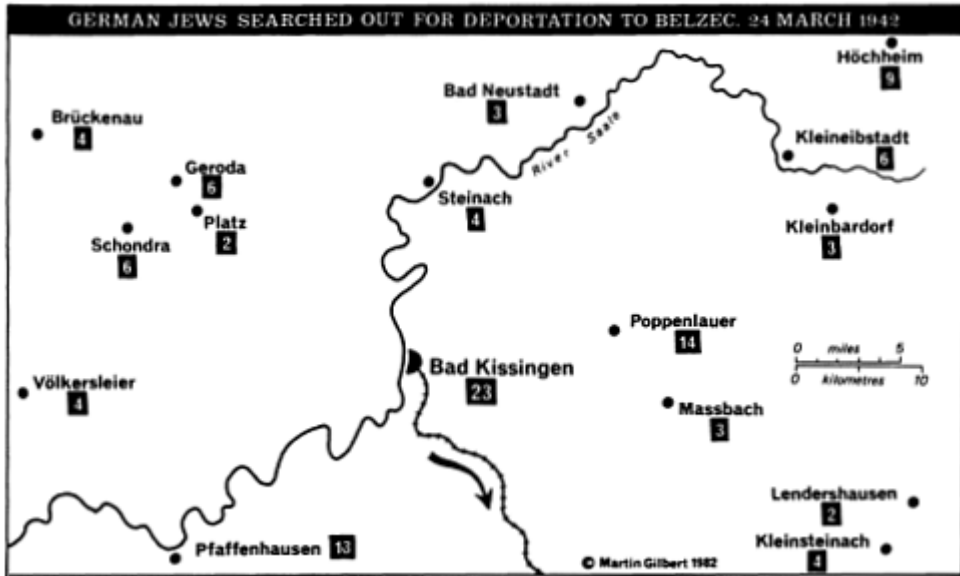 GERMAN JEWS SEARCHED OUT FOR DEPORTATION TO BELZEC. 24 MARCH 1942
Höchheim
9
Bad Neustadt
3
Brückenau
4
Kleineibstadt
6
River Saale
Geroda
6
Steinach
4
Platz
2
Kleinbardorf
3
Schondra
6
Poppenlauer
14
0 miles 5
0 kilometres 10
Bad Kissingen
23
Völkersleier
4
Massbach
3
Lendershausen
2
Pfaffenhausen 13
Kleinsteinach
4
© Martin Gilbert 1982